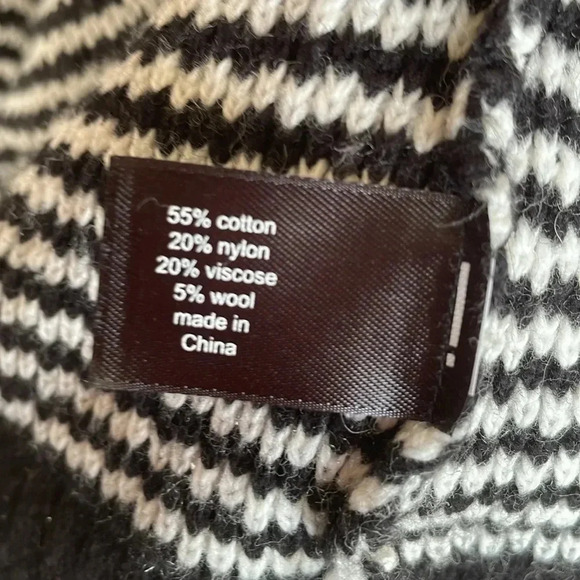 55% cotton
20% nylon
20% viscose
5% wool
made in
China